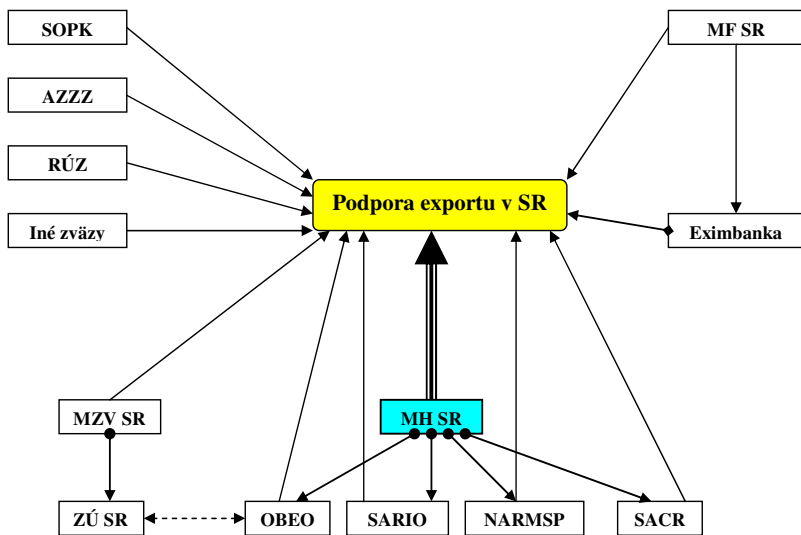 SOPK
MF SR
AZZZ
RÚZ
Podpora exportu v SR
Iné zväzy
Eximbanka
MZV SR
MH SR
ZÚ SR
OBEO
SARIO
NARMSP
SACR